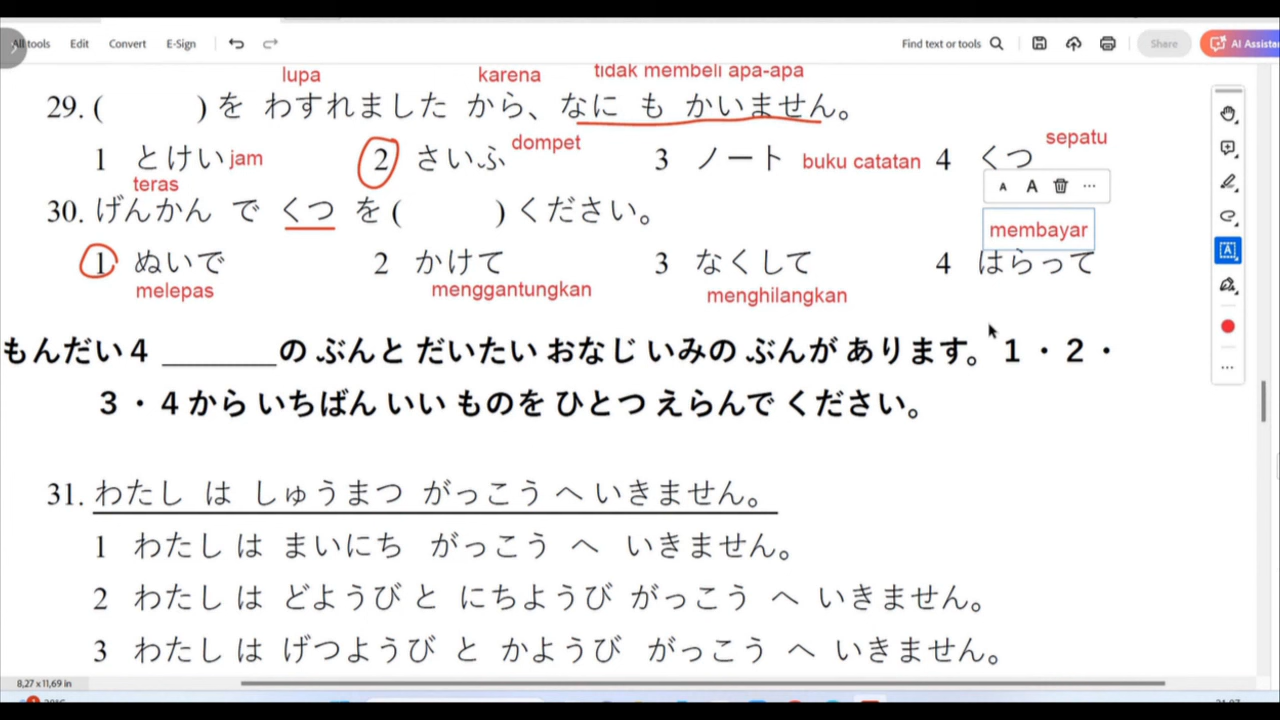 All tools Edit Convert E-Sign Find text or tools Share AI Assista
lupa karena tidak membeli apa-apa
29. ( )を わすれました から、なに も かいません。
1 とけい jam 2 さいふ dompet 3 ノート buku catatan 4 くつ sepatu
teras
30. げんかん で くつ を ( ) ください。
membayar
1 ぬいで 2 かけて 3 なくして 4 はらって
melepas menggantungkan menghilangkan
もんだい 4 ________の ぶんと だいたい おなじ いみの ぶんが あります。 1 ・ 2 ・
3 ・ 4 から いちばん いい ものを ひとつ えらんで ください。
31. わたし は しゅうまつ がっこう へ いきません。
1 わたし は まいにち がっこう へ いきません。
2 わたし は どようび と にちようび がっこう へ いきません。
3 わたし は げつようび と かようび がっこう へ いきません。
8,27 x 11,69 in